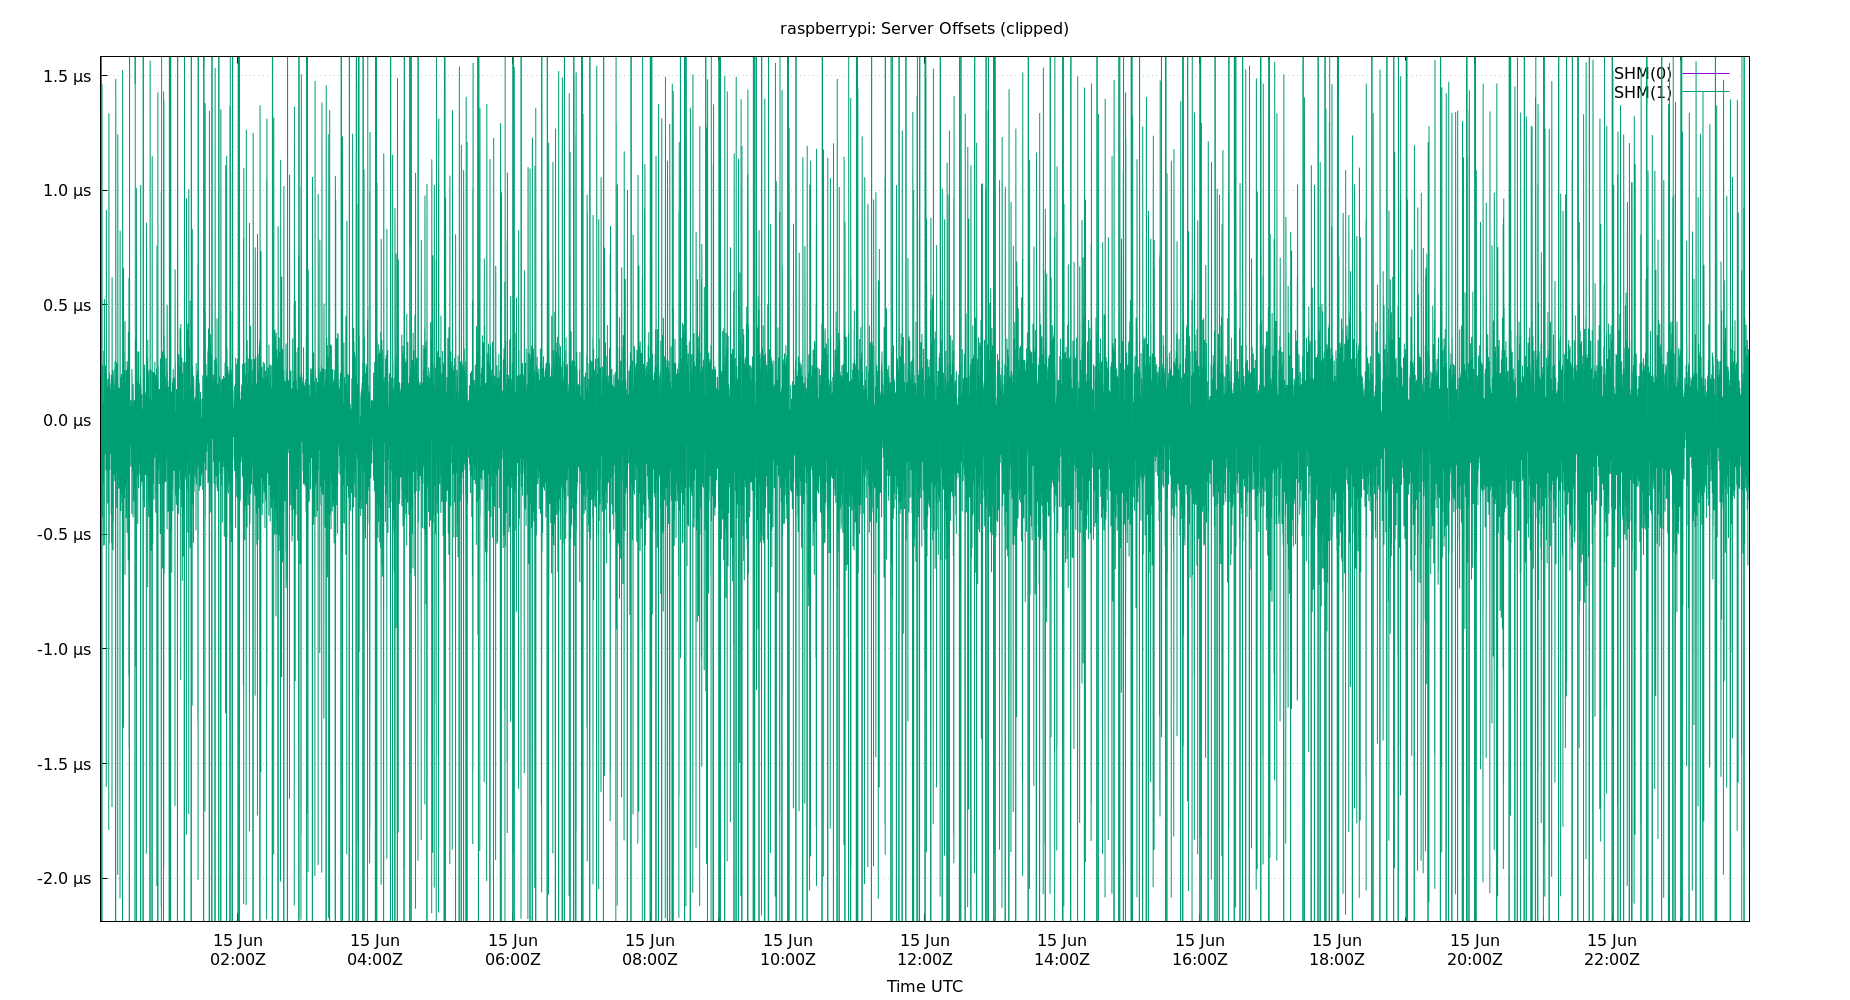 raspberrypi: Server Offsets (clipped)
1.5 µs
1.0 µs
0.5 µs
0.0 µs
-0.5 µs
-1.0 µs
-1.5 µs
-2.0 µs
SHM(0)
SHM(1)
15 Jun 15 Jun 15 Jun 15 Jun 15 Jun 15 Jun 15 Jun 15 Jun 15 Jun 15 Jun 15 Jun
02:00Z 04:00Z 06:00Z 08:00Z 10:00Z 12:00Z 14:00Z 16:00Z 18:00Z 20:00Z 22:00Z
Time UTC